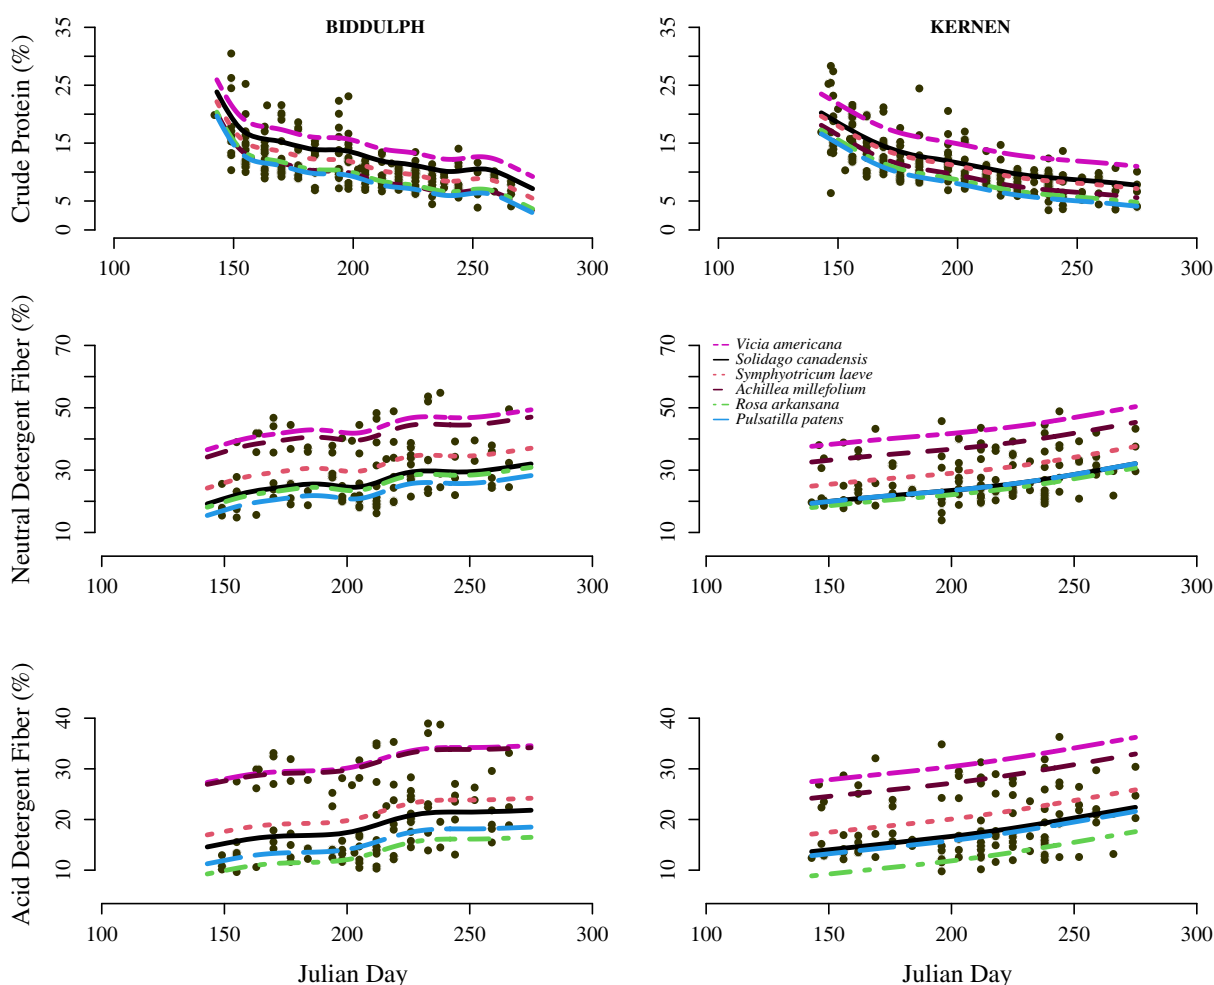 BIDDULPH
KERNEN
Crude Protein (%)
0 5 15 25 35
0 5 15 25 35
100 150 200 250 300
100 150 200 250 300
Neutral Detergent Fiber (%)
10 30 50 70
10 30 50 70
Vicia americana
Solidago canadensis
Symphyotricum laeve
Achillea millefolium
Rosa arkansana
Pulsatilla patens
100 150 200 250 300
100 150 200 250 300
Acid Detergent Fiber (%)
10 20 30 40
10 20 30 40
100 150 200 250 300
100 150 200 250 300
Julian Day
Julian Day